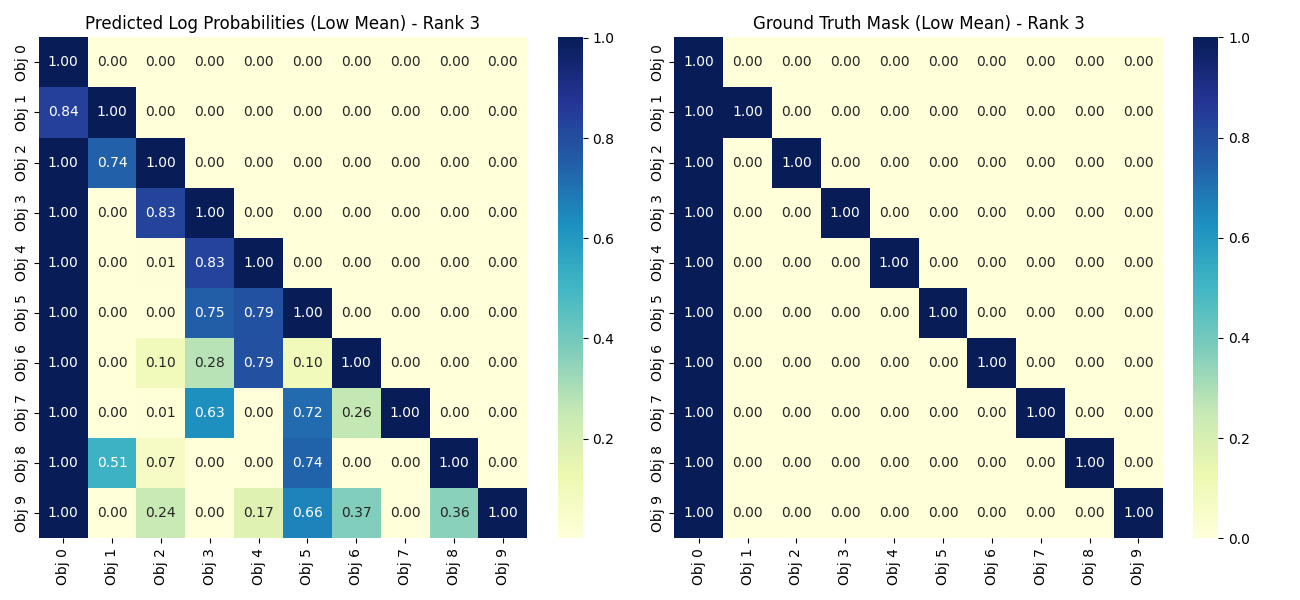 Predicted Log Probabilities (Low Mean) - Rank 3
Obj 0 1.00 0.00 0.00 0.00 0.00 0.00 0.00 0.00 0.00 0.00
Obj 1 0.84 1.00 0.00 0.00 0.00 0.00 0.00 0.00 0.00 0.00
Obj 2 1.00 0.74 1.00 0.00 0.00 0.00 0.00 0.00 0.00 0.00
Obj 3 1.00 0.00 0.83 1.00 0.00 0.00 0.00 0.00 0.00 0.00
Obj 4 1.00 0.00 0.01 0.83 1.00 0.00 0.00 0.00 0.00 0.00
Obj 5 1.00 0.00 0.00 0.75 0.79 1.00 0.00 0.00 0.00 0.00
Obj 6 1.00 0.00 0.10 0.28 0.79 0.10 1.00 0.00 0.00 0.00
Obj 7 1.00 0.00 0.01 0.63 0.00 0.72 0.26 1.00 0.00 0.00
Obj 8 1.00 0.51 0.07 0.00 0.00 0.74 0.00 0.00 1.00 0.00
Obj 9 1.00 0.00 0.24 0.00 0.17 0.66 0.37 0.00 0.36 1.00
Obj 0 Obj 1 Obj 2 Obj 3 Obj 4 Obj 5 Obj 6 Obj 7 Obj 8 Obj 9
1.0
0.8
0.6
0.4
0.2
Ground Truth Mask (Low Mean) - Rank 3
Obj 0 1.00 0.00 0.00 0.00 0.00 0.00 0.00 0.00 0.00 0.00
Obj 1 1.00 1.00 0.00 0.00 0.00 0.00 0.00 0.00 0.00 0.00
Obj 2 1.00 0.00 1.00 0.00 0.00 0.00 0.00 0.00 0.00 0.00
Obj 3 1.00 0.00 0.00 1.00 0.00 0.00 0.00 0.00 0.00 0.00
Obj 4 1.00 0.00 0.00 0.00 1.00 0.00 0.00 0.00 0.00 0.00
Obj 5 1.00 0.00 0.00 0.00 0.00 1.00 0.00 0.00 0.00 0.00
Obj 6 1.00 0.00 0.00 0.00 0.00 0.00 1.00 0.00 0.00 0.00
Obj 7 1.00 0.00 0.00 0.00 0.00 0.00 0.00 1.00 0.00 0.00
Obj 8 1.00 0.00 0.00 0.00 0.00 0.00 0.00 0.00 1.00 0.00
Obj 9 1.00 0.00 0.00 0.00 0.00 0.00 0.00 0.00 0.00 1.00
Obj 0 Obj 1 Obj 2 Obj 3 Obj 4 Obj 5 Obj 6 Obj 7 Obj 8 Obj 9
1.0
0.8
0.6
0.4
0.2
0.0